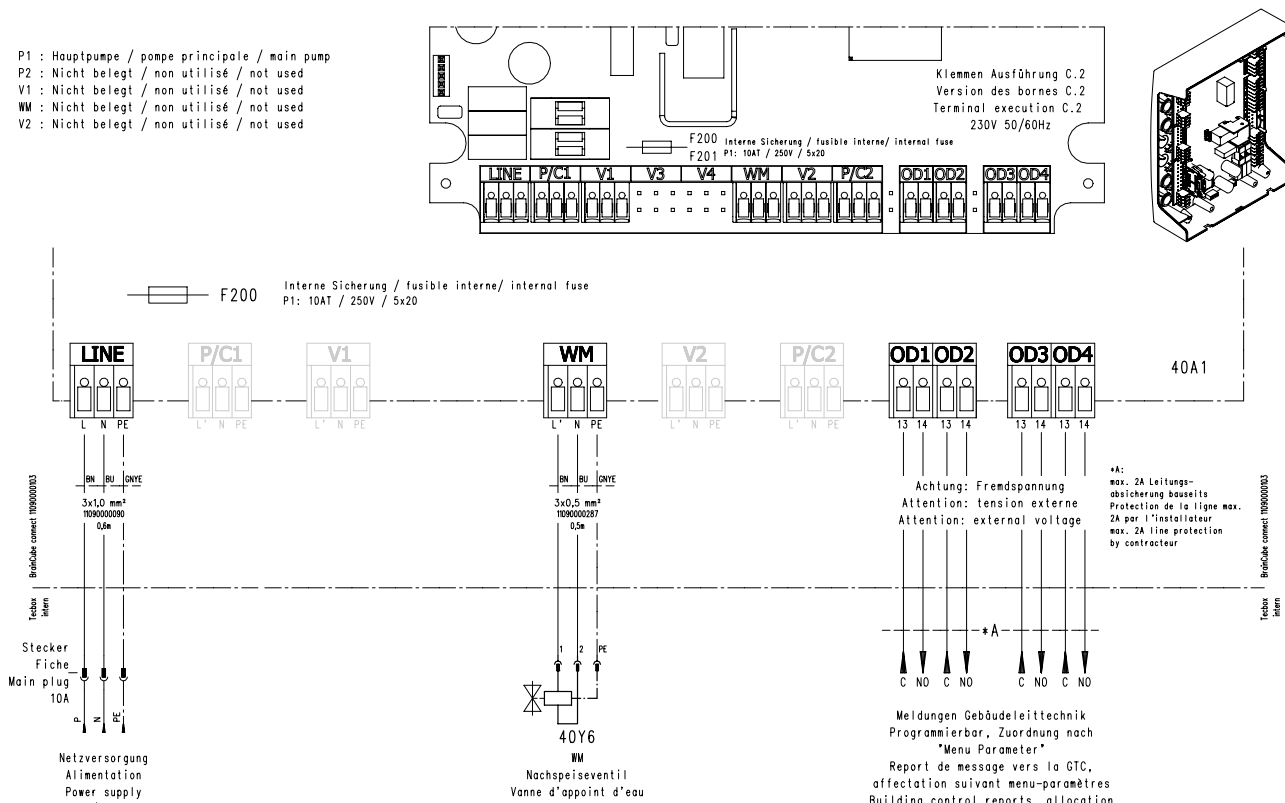 P1 : Hauptpumpe / pompe principale / main pump
P2 : Nicht belegt / non utilisé / not used
V1 : Nicht belegt / non utilisé / not used
WM : Nicht belegt / non utilisé / not used
V2 : Nicht belegt / non utilisé / not used
Klemmen Ausführung C.2
Version des bornes C.2
Terminal execution C.2
230V 50/60Hz
F200 Interne Sicherung / fusible interne/ internal fuse
F201 P1: 10AT / 250V / 5x20
LINE P/C1 V1 V3 V4 WM V2 P/C2 OD1 OD2 OD3 OD4
F200 Interne Sicherung / fusible interne/ internal fuse
P1: 10AT / 250V / 5x20
LINE P/C1 V1 WM V2 P/C2 OD1 OD2 OD3 OD4
40A1
L N PE L' N PE L' N PE L' N PE L' N PE L' N PE 13 14 13 14 13 14 13 14
BN BU GNYE
3x1,0 mm²
11090000090
0,6m
BN BU GNYE
3x0,5 mm²
11090000287
0,5m
Achtung: Fremdspannung
Attention: tension externe
Attention: external voltage
*A:
max. 2A Leitungs-
absicherung bauseits
Protection de la ligne max.
2A par l'installateur
max. 2A line protection
by contracteur
BrainCube connect 11090000103
Tecbox
intern
BrainCube connect 11090000103
Tecbox
intern
*A
Stecker
Fiche
Main plug
10A
P N PE
Netzversorgung
Alimentation
Power supply
1 2 PE
40Y6
WM
Nachspeiseventil
Vanne d'appoint d'eau
C NO C NO C NO C NO
Meldungen Gebäudeleittechnik
Programmierbar, Zuordnung nach
"Menu Parameter"
Report de message vers la GTC,
affectation suivant menu-paramètres
Building control reports, allocation